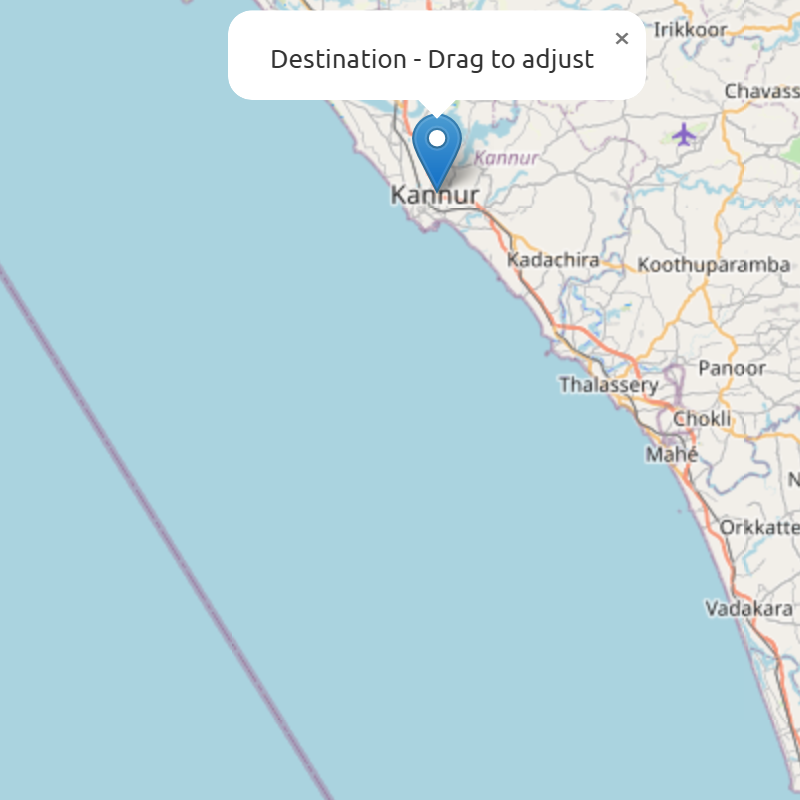 Irikkoor
Destination - Drag to adjust
×
Chavass
Kannur
Kannur
Kadachira
Koothuparamba
Panoor
Thalassery
Chokli
Mahé
N
Orkkatte
Vadakara